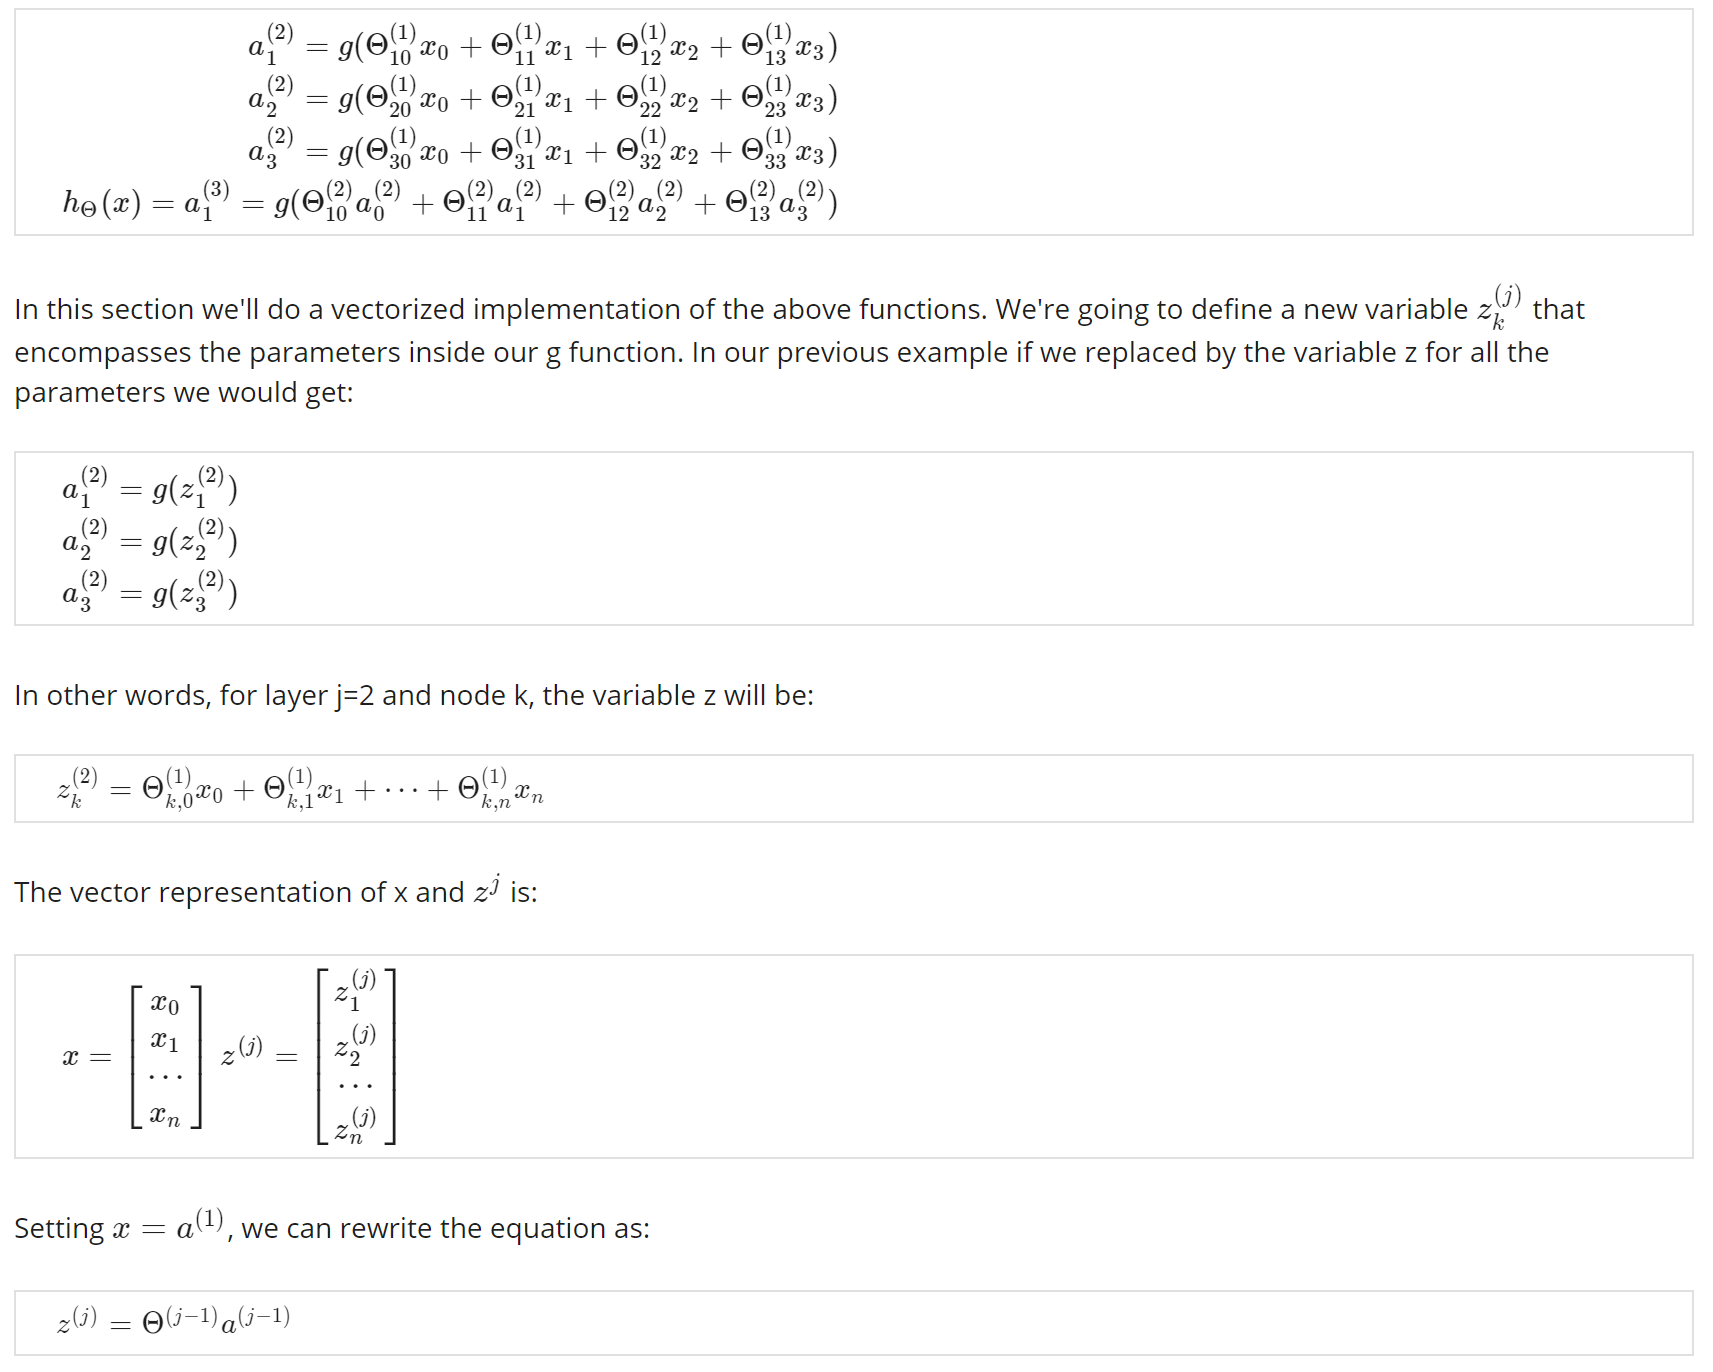 a_1^{(2)} = g(Θ_{10}^{(1)}x_0 + Θ_{11}^{(1)}x_1 + Θ_{12}^{(1)}x_2 + Θ_{13}^{(1)}x_3)
a_2^{(2)} = g(Θ_{20}^{(1)}x_0 + Θ_{21}^{(1)}x_1 + Θ_{22}^{(1)}x_2 + Θ_{23}^{(1)}x_3)
a_3^{(2)} = g(Θ_{30}^{(1)}x_0 + Θ_{31}^{(1)}x_1 + Θ_{32}^{(1)}x_2 + Θ_{33}^{(1)}x_3)
h_Θ(x) = a_1^{(3)} = g(Θ_{10}^{(2)}a_0^{(2)} + Θ_{11}^{(2)}a_1^{(2)} + Θ_{12}^{(2)}a_2^{(2)} + Θ_{13}^{(2)}a_3^{(2)})
In this section we'll do a vectorized implementation of the above functions. We're going to define a new variable z_k^{(j)} that
encompasses the parameters inside our g function. In our previous example if we replaced by the variable z for all the
parameters we would get:
a_1^{(2)} = g(z_1^{(2)})
a_2^{(2)} = g(z_2^{(2)})
a_3^{(2)} = g(z_3^{(2)})
In other words, for layer j=2 and node k, the variable z will be:
z_k^{(2)} = Θ_{k,0}^{(1)}x_0 + Θ_{k,1}^{(1)}x_1 + ⋯ + Θ_{k,n}^{(1)}x_n
The vector representation of x and z^j is:
x = [x_0 x_1 ⋯ x_n] z^{(j)} = [z_1^{(j)} z_2^{(j)} ⋯ z_n^{(j)}]
Setting x = a^{(1)}, we can rewrite the equation as:
z^{(j)} = Θ^{(j−1)}a^{(j−1)}